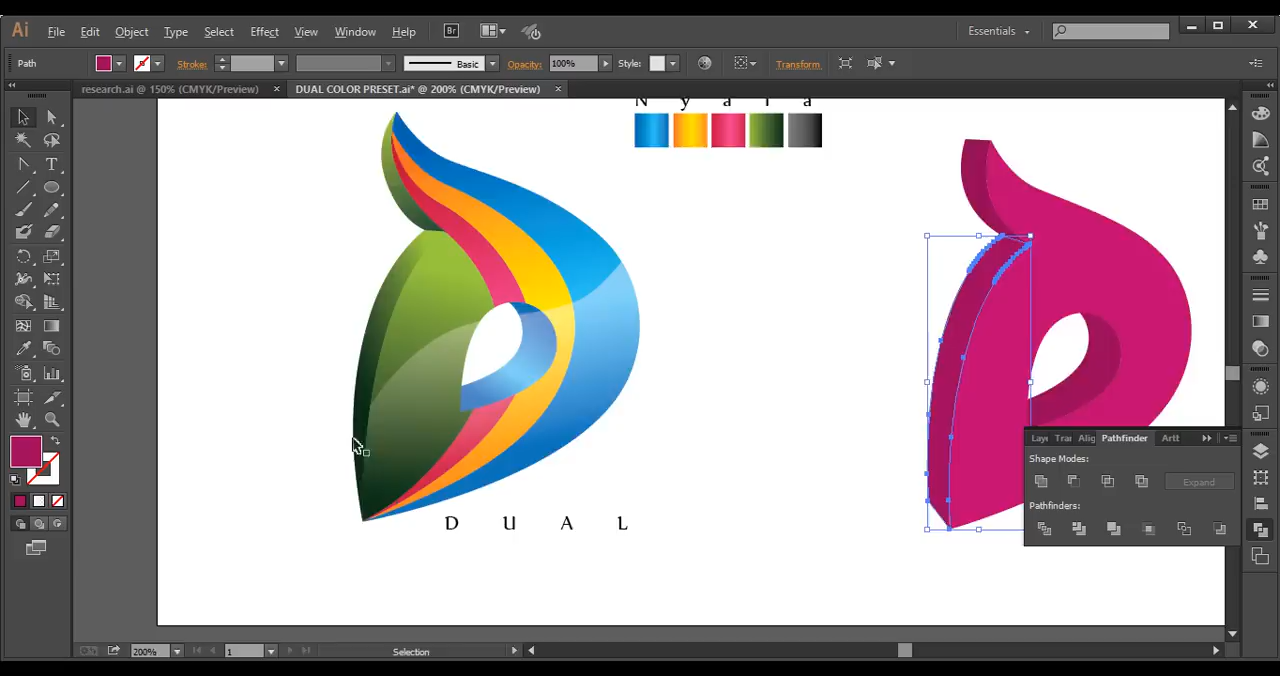 Ai File Edit Object Type Select Effect View Window Help Br Essentials
Path Stroke: Basic Opacity: 100% Style: Transform
research.ai @ 150% (CMYK/Preview) × DUAL COLOR PRESET.ai* @ 200% (CMYK/Preview) ×
N y a l a
Pathfinder
Shape Modes:
Expand
Pathfinders:
D U A L
200% 1 Selection